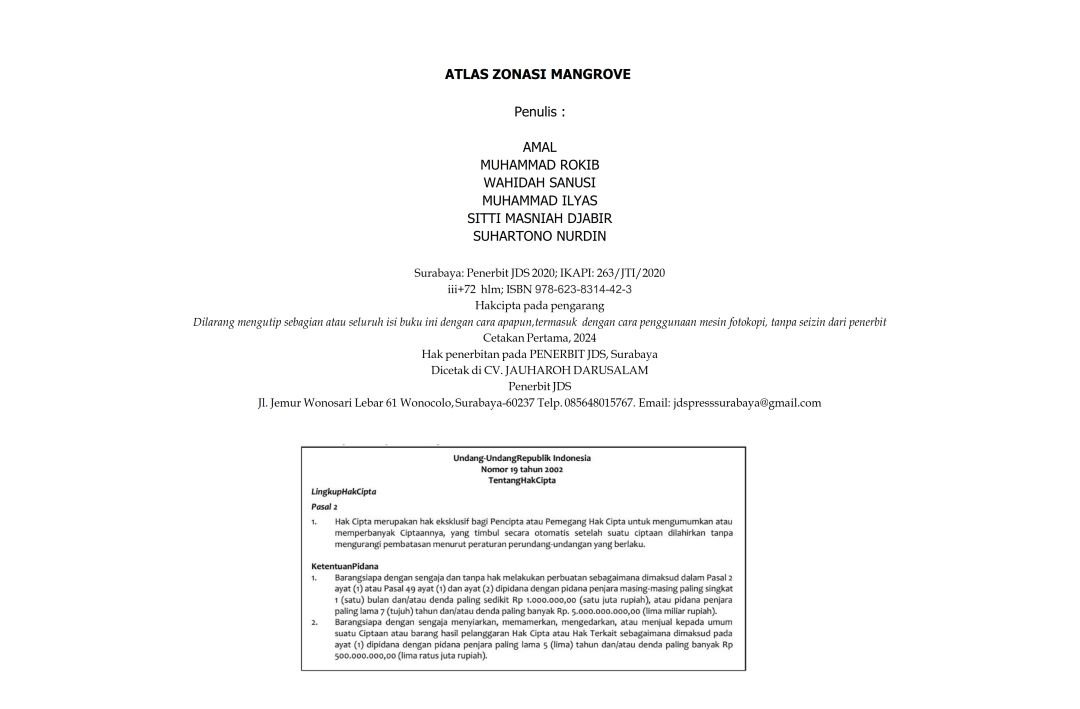 ATLAS ZONASI MANGROVE
Penulis :
AMAL
MUHAMMAD ROKIB
WAHIDAH SANUSI
MUHAMMAD ILYAS
SITTI MASNIAH DJABIR
SUHARTONO NURDIN
Surabaya: Penerbit JDS 2020; IKAPI: 263/JTI/2020
iii+72 hlm; ISBN 978-623-8314-42-3
Hakcipta pada pengarang
Dilarang mengutip sebagian atau seluruh isi buku ini dengan cara apapun,termasuk dengan cara penggunaan mesin fotokopi, tanpa seizin dari penerbit
Cetakan Pertama, 2024
Hak penerbitan pada PENERBIT JDS, Surabaya
Dicetak di CV. JAUHAROH DARUSALAM
Penerbit JDS
Jl. Jemur Wonosari Lebar 61 Wonocolo,Surabaya-60237 Telp. 085648015767. Email: jdspresssurabaya@gmail.com
Undang-UndangRepublik Indonesia
Nomor 19 tahun 2002
TentangHakCipta
LingkupHakCipta
Pasal 2
1. Hak Cipta merupakan hak eksklusif bagi Pencipta atau Pemegang Hak Cipta untuk mengumumkan atau
memperbanyak Ciptaannya, yang timbul secara otomatis setelah suatu ciptaan dilahirkan tanpa
mengurangi pembatasan menurut peraturan perundang-undangan yang berlaku.
KetentuanPidana
1. Barangsiapa dengan sengaja dan tanpa hak melakukan perbuatan sebagaimana dimaksud dalam Pasal 2
ayat (1) atau Pasal 49 ayat (1) dan ayat (2) dipidana dengan pidana penjara masing-masing paling singkat
1 (satu) bulan dan/atau denda paling sedikit Rp 1.000.000,00 (satu juta rupiah), atau pidana penjara
paling lama 7 (tujuh) tahun dan/atau denda paling banyak Rp. 5.000.000.000,00 (lima miliar rupiah).
2. Barangsiapa dengan sengaja menyiarkan, memamerkan, mengedarkan, atau menjual kepada umum
suatu Ciptaan atau barang hasil pelanggaran Hak Cipta atau Hak Terkait sebagaimana dimaksud pada
ayat (1) dipidana dengan pidana penjara paling lama 5 (lima) tahun dan/atau denda paling banyak Rp
500.000.000,00 (lima ratus juta rupiah).